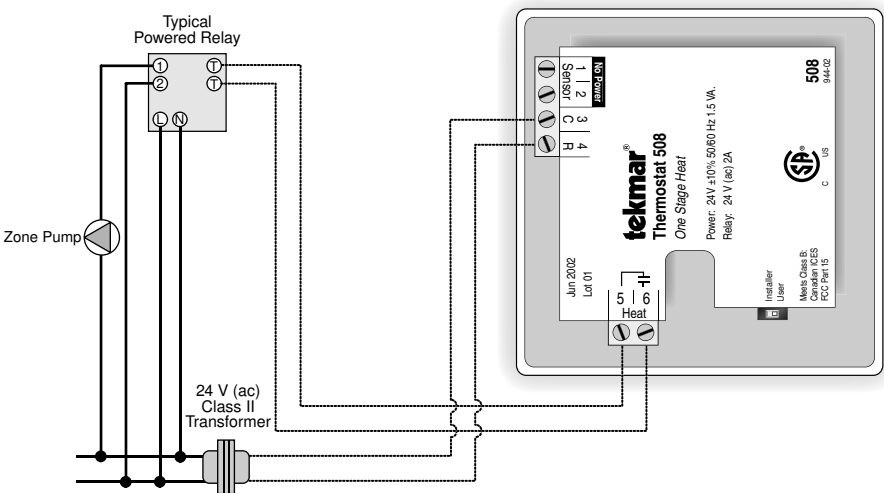 Typical
Powered Relay
1
2
T
T
L
N
Zone Pump
24 V (ac)
Class II
Transformer
No Power
1 2
Sensor
3 4
C R
tekmar®
Thermostat 508
One Stage Heat
Power: 24V ±10% 50/60 Hz 1.5 VA.
Relay: 24 V (ac) 2A
508
944-02
SA®
C US
Jun 2002
Lot 01
5 6
Heat
Installer
User
Meets Class B:
Canadian ICES
FCC Part 15